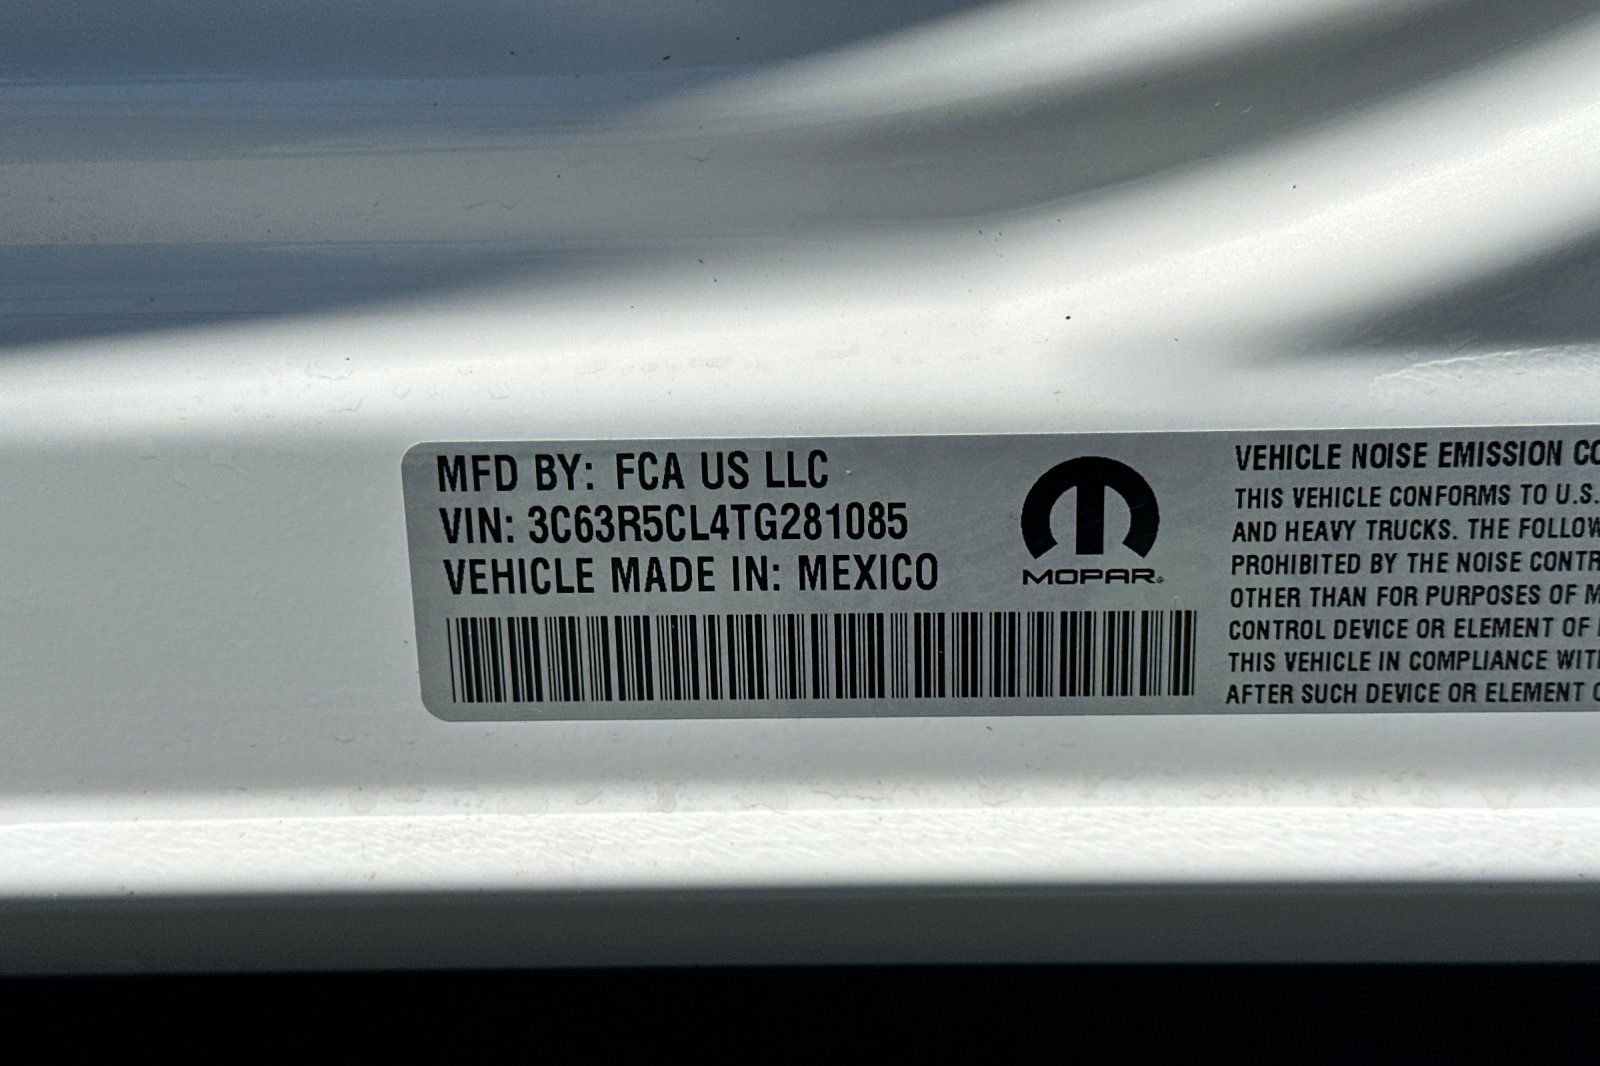 MFD BY: FCA US LLC
VIN: 3C63R5CL4TG281085
VEHICLE MADE IN: MEXICO
MOPAR®
VEHICLE NOISE EMISSION
THIS VEHICLE CONFORMS TO U.S.
AND HEAVY TRUCKS. THE
PROHIBITED BY THE NOISE
OTHER THAN FOR PURPOSES OF
CONTROL DEVICE OR ELEMENT OF
THIS VEHICLE IN COMPLIANCE
AFTER SUCH DEVICE OR ELEMENT